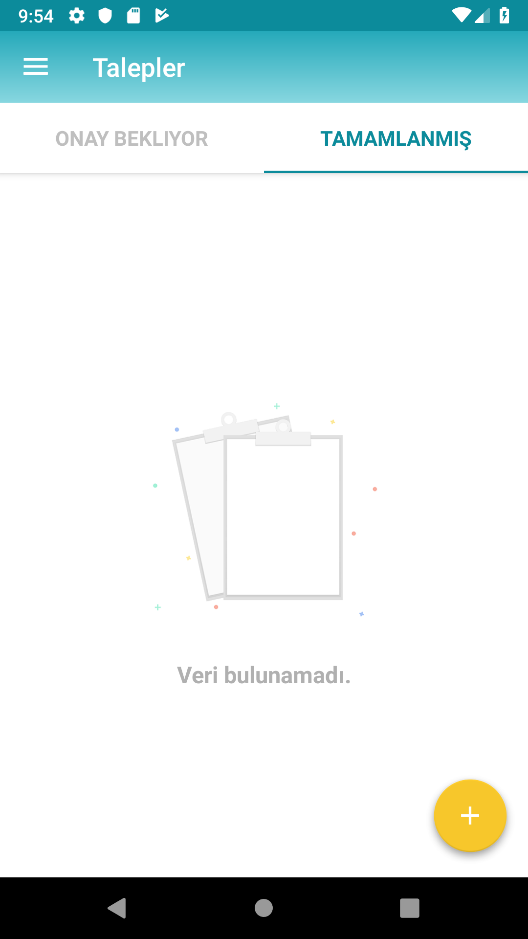 9:54
Talepler
ONAY BEKLIYOR
TAMAMLANMIŞ
Veri bulunamadı.